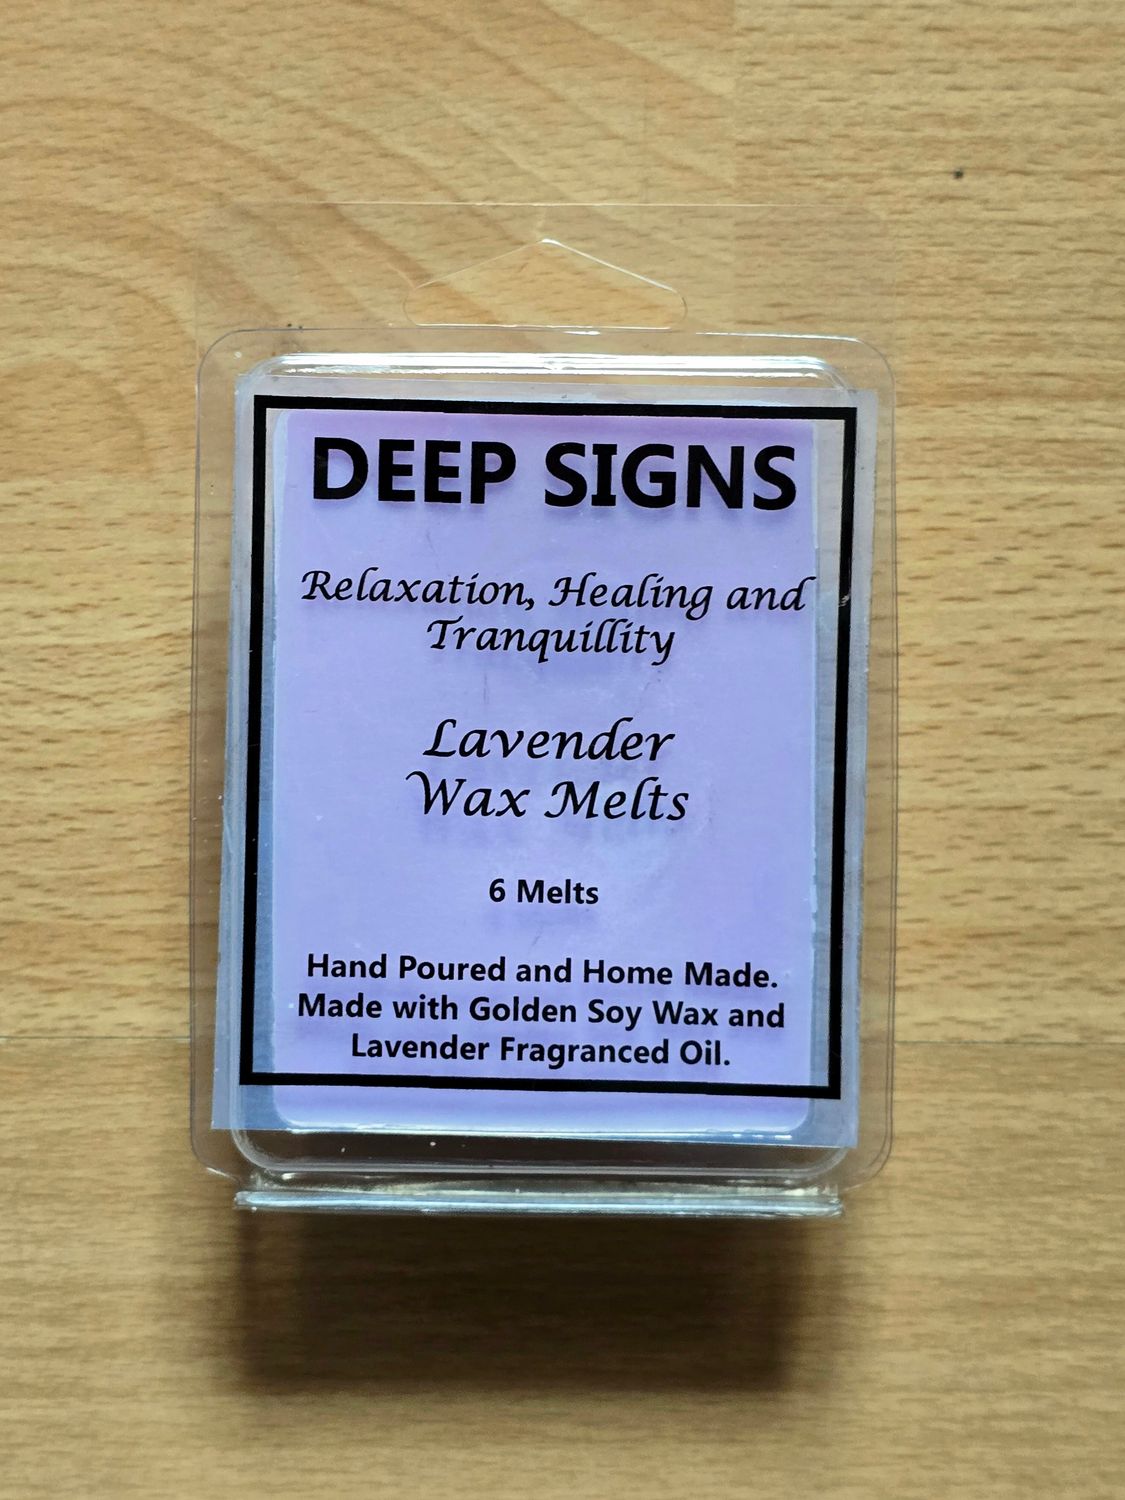 DEEP SIGNS
Relaxation, Healing and
Tranquillity
Lavender
Wax Melts
6 Melts
Hand Poured and Home Made.
Made with Golden Soy Wax and
Lavender Fragranced Oil.